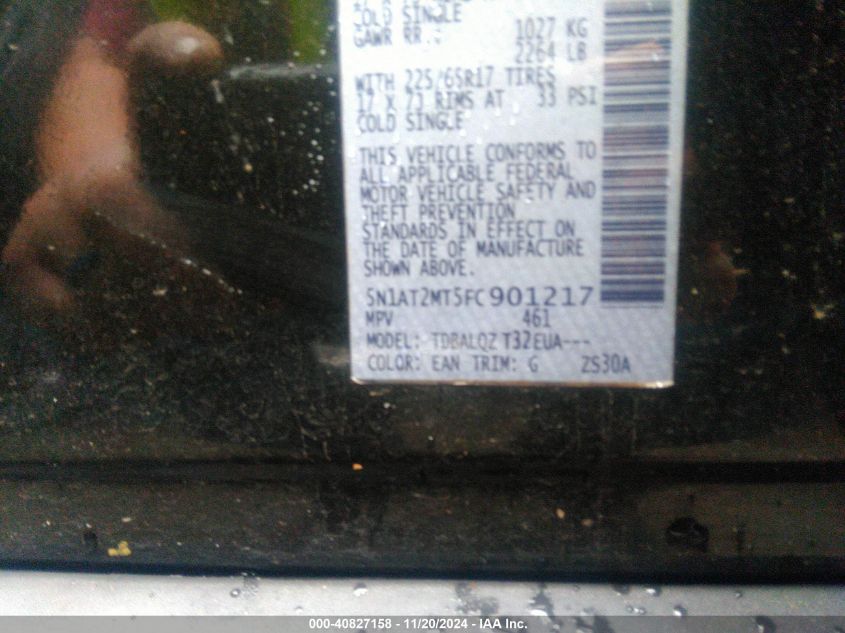 COLD SINGLE
GAWR RR.: 1027 KG
2264 LB
WITH 225/65R17 TIRES
17 X 7J RIMS AT 33 PSI
COLD SINGLE
THIS VEHICLE CONFORMS TO
ALL APPLICABLE FEDERAL
MOTOR VEHICLE SAFETY AND
THEFT PREVENTION
STANDARDS IN EFFECT ON
THE DATE OF MANUFACTURE
SHOWN ABOVE.
5N1AT2MT5FC901217
MPV 461
MODEL: TDBALQZ T32EUA---
COLOR: EAN TRIM: G ZS30A
000-40827158 - 11/20/2024 - IAA Inc.